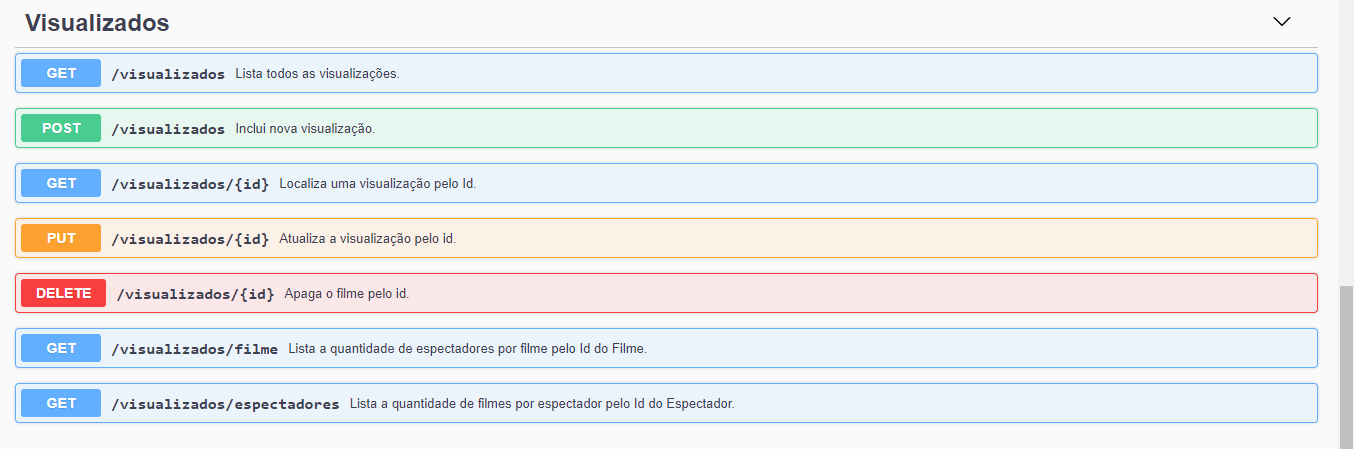 Visualizados
GET /visualizados Lista todos as visualizações.
POST /visualizados Inclui nova visualização.
GET /visualizados/{id} Localiza uma visualização pelo Id.
PUT /visualizados/{id} Atualiza a visualização pelo id.
DELETE /visualizados/{id} Apaga o filme pelo id.
GET /visualizados/filme Lista a quantidade de espectadores por filme pelo Id do Filme.
GET /visualizados/espectadores Lista a quantidade de filmes por espectador pelo Id do Espectador.